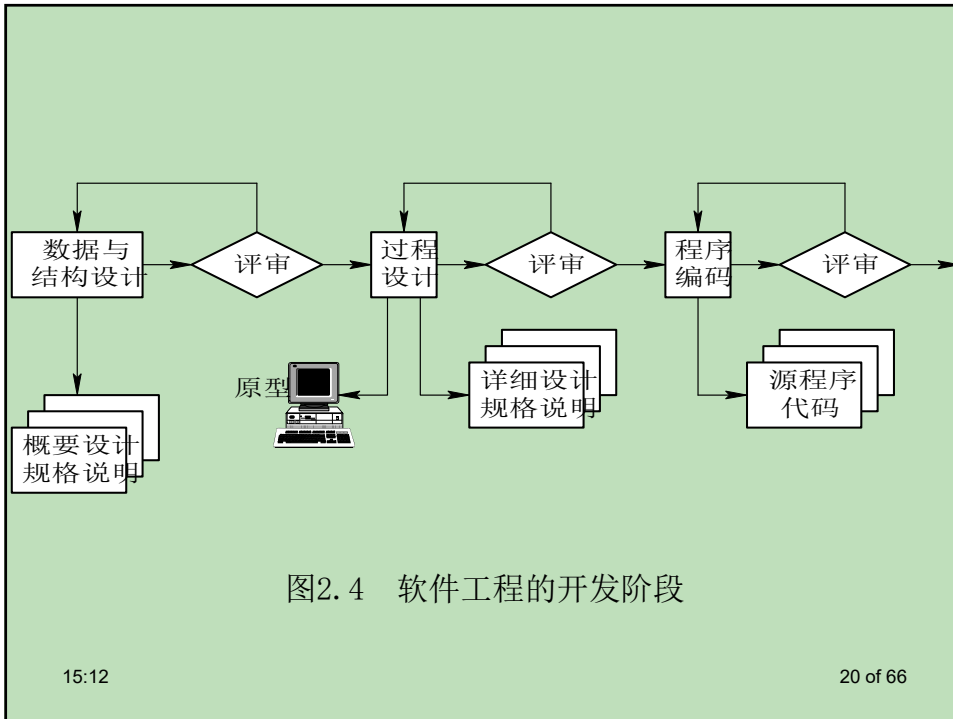 数据与
结构设计
评审
过程
设计
评审
程序
编码
评审
原型
详细设计
规格说明
源程序
代码
概要设计
规格说明
图2.4 软件工程的开发阶段
15:12
20 of 66